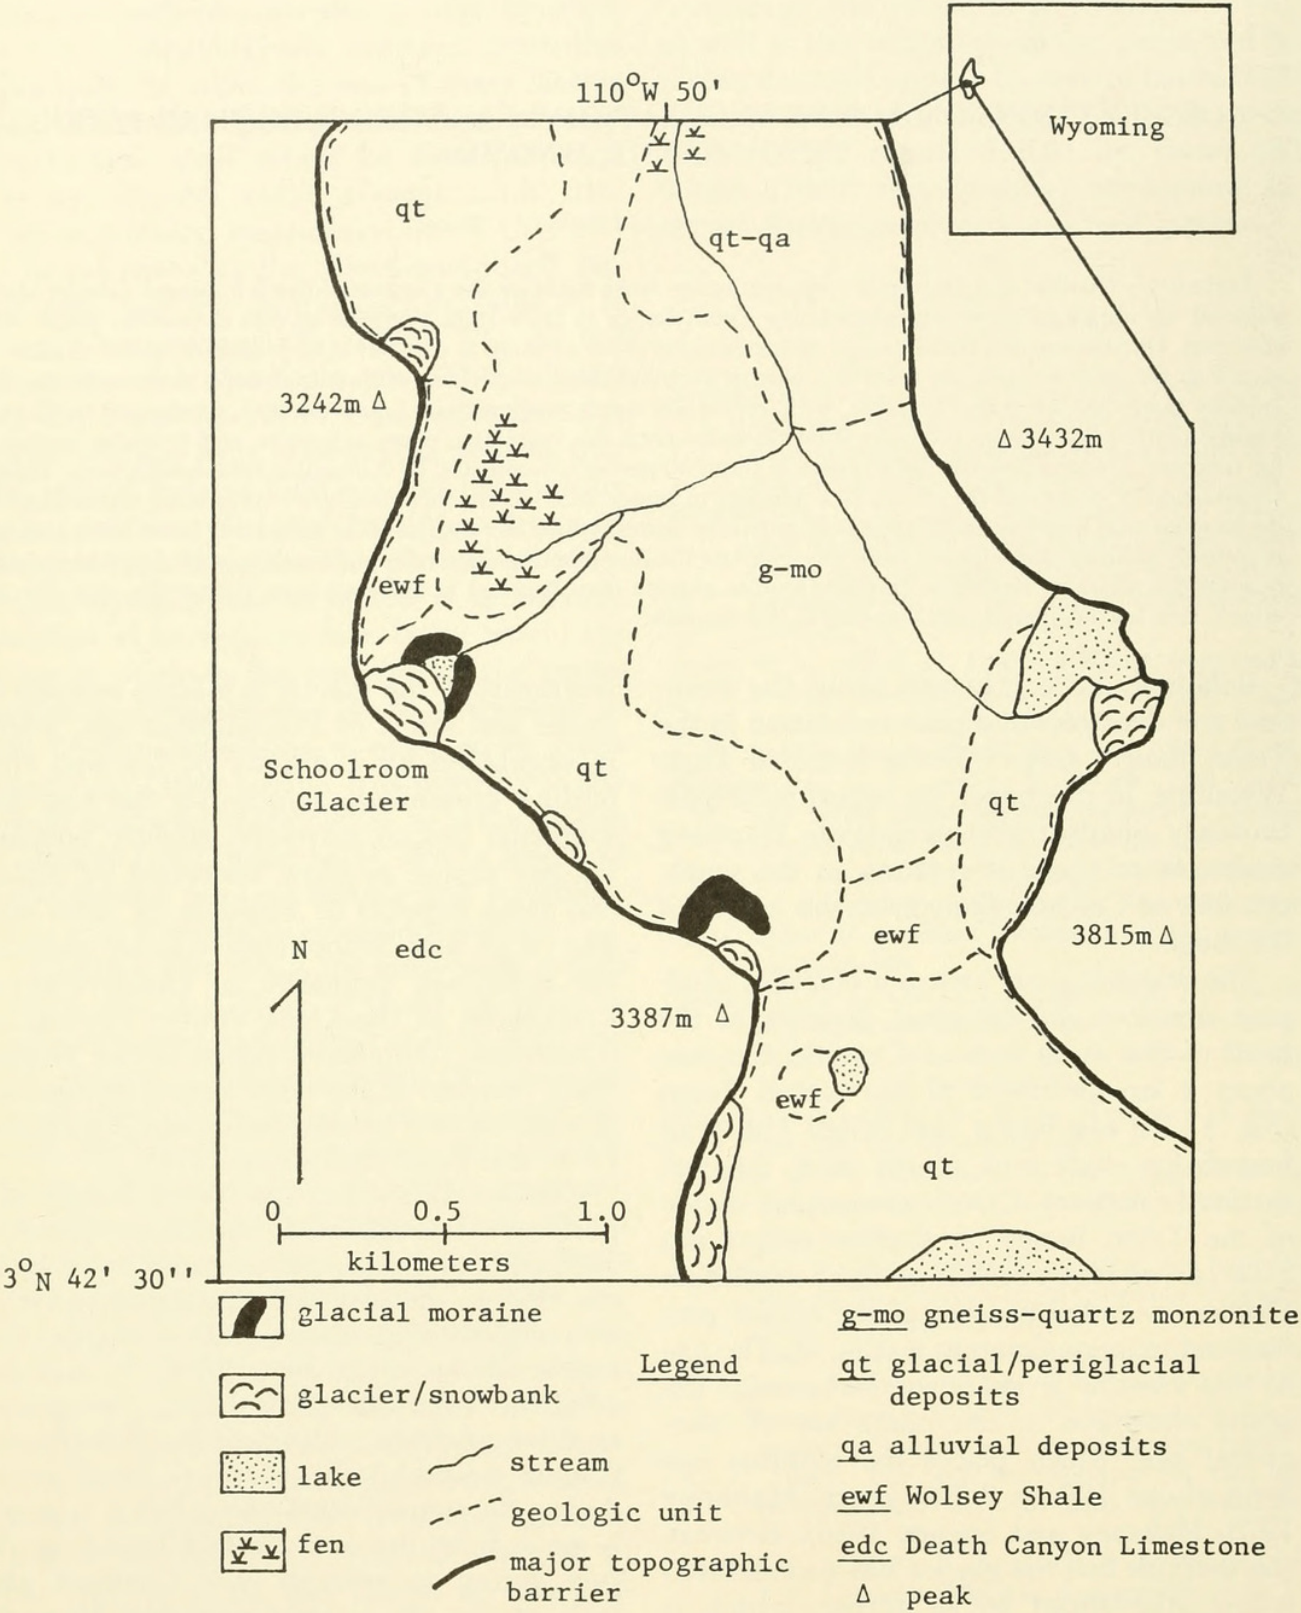 110°W 50'
Wyoming
qt
qt-qa
3242m
3432m
ewf
g-mo
Schoolroom
Glacier
qt
qt
N
edc
ewf
3815m
3387m
ewf
qt
0 0.5 1.0
kilometers
3°N 42' 30''
glacial moraine
glacier/snowbank
lake
fen
Legend
stream
geologic unit
major topographic
barrier
g-mo gneiss-quartz monzonite
qt glacial/periglacial
deposits
qa alluvial deposits
ewf Wolsey Shale
edc Death Canyon Limestone
Δ peak